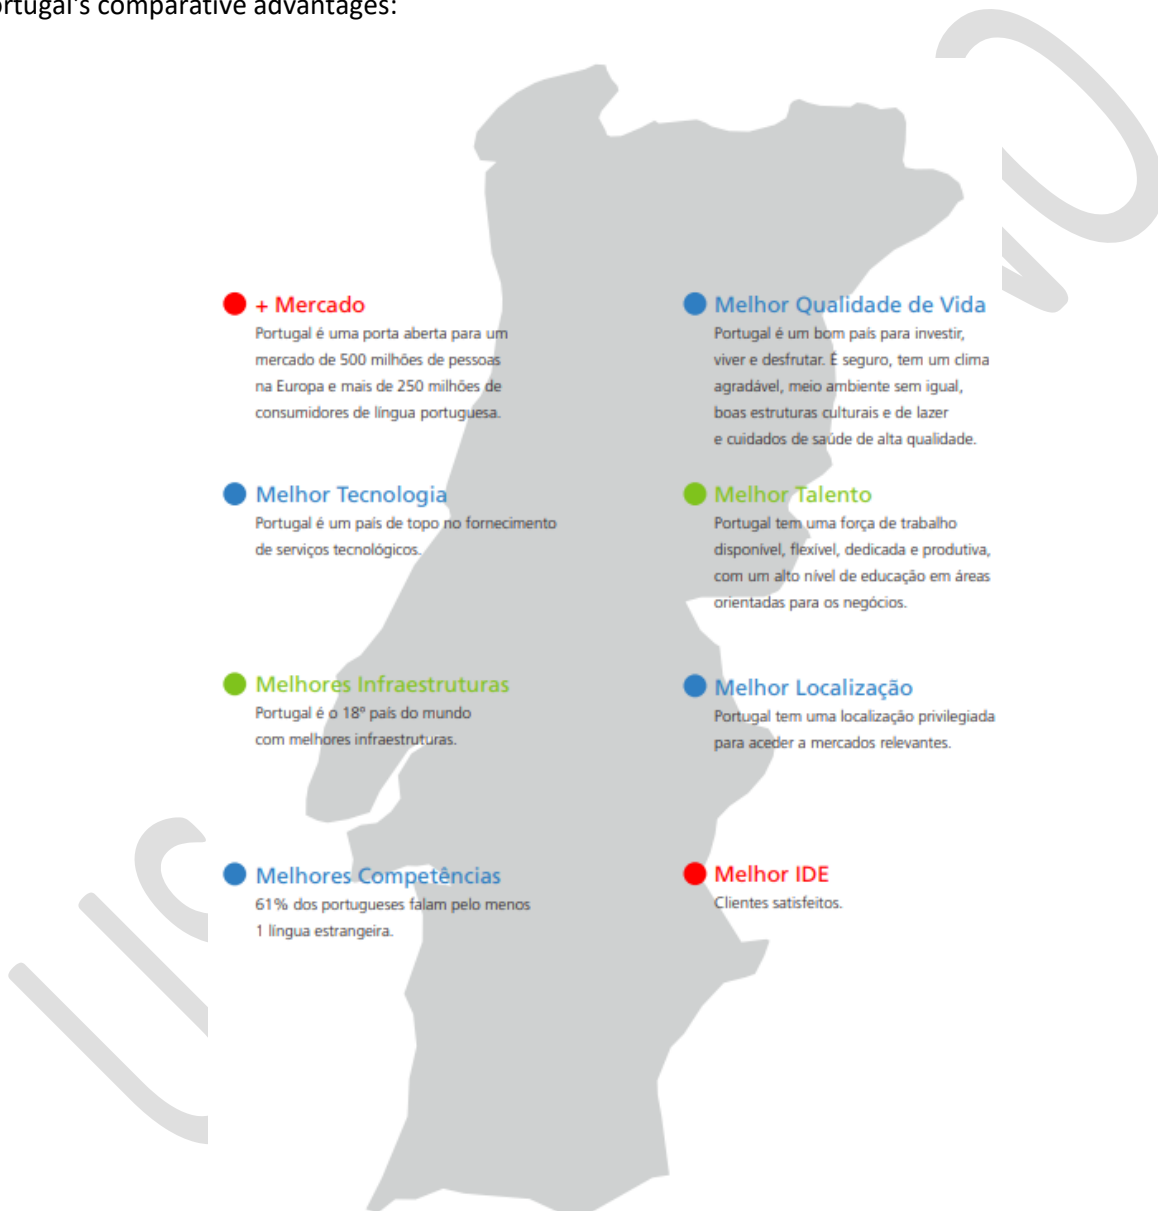 ortugal's comparative advantages:
+ Mercado
Portugal é uma porta aberta para um
mercado de 500 milhões de pessoas
na Europa e mais de 250 milhões de
consumidores de língua portuguesa.
Melhor Qualidade de Vida
Portugal é um bom país para investir,
viver e desfrutar. É seguro, tem um clima
agradável, meio ambiente sem igual,
boas estruturas culturais e de lazer
e cuidados de saúde de alta qualidade.
Melhor Tecnologia
Portugal é um país de topo no fornecimento
de serviços tecnológicos.
Melhor Talento
Portugal tem uma força de trabalho
disponível, flexível, dedicada e produtiva,
com um alto nível de educação em áreas
orientadas para os negócios.
Melhores Infraestruturas
Portugal é o 18º país do mundo
com melhores infraestruturas.
Melhor Localização
Portugal tem uma localização privilegiada
para aceder a mercados relevantes.
Melhores Competências
61% dos portugueses falam pelo menos
1 língua estrangeira.
Melhor IDE
Clientes satisfeitos.